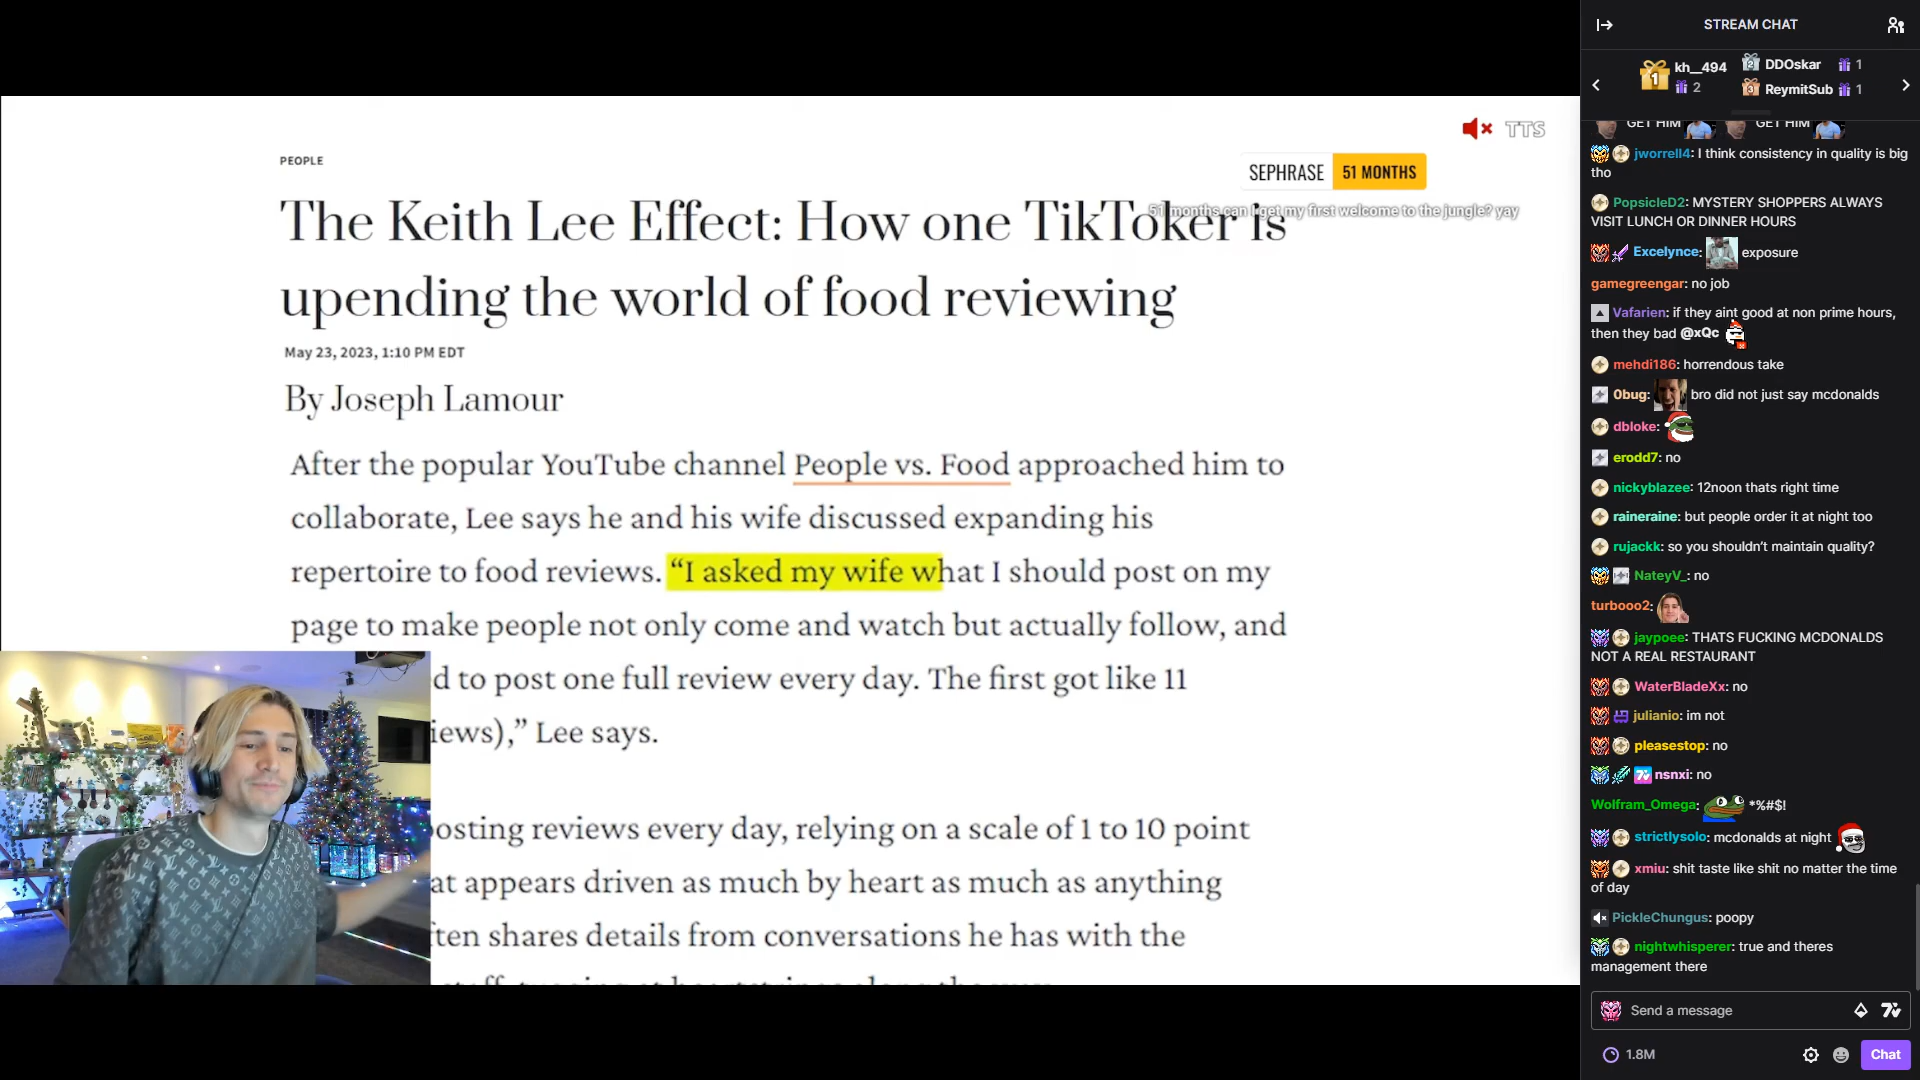 PEOPLE
The Keith Lee Effect: How one TikToker is
upending the world of food reviewing
May 23, 2023, 1:10 PM EDT
By Joseph Lamour
After the popular YouTube channel People vs. Food approached him to
collaborate, Lee says he and his wife discussed expanding his
repertoire to food reviews. “I asked my wife what I should post on my
page to make people not only come and watch but actually follow, and
d to post one full review every day. The first got like 11
iews),” Lee says.
osting reviews every day, relying on a scale of 1 to 10 point
at appears driven as much by heart as much as anything
ften shares details from conversations he has with the
TTS
SEPHRASE 51 MONTHS
51 months can I get my first welcome to the jungle? yay
STREAM CHAT
1 kh__494 2
2 DDOskar 1
3 ReymitSub 1
GET HIM GET HIM
jworrell4: I think consistency in quality is big
tho
PopsicleD2: MYSTERY SHOPPERS ALWAYS
VISIT LUNCH OR DINNER HOURS
Excelynce: exposure
gamegreengar: no job
Vafarien: if they aint good at non prime hours,
then they bad @xQc
mehdi186: horrendous take
0bug: bro did not just say mcdonalds
dbloke:
erodd7: no
nickyblazee: 12noon thats right time
raineraine: but people order it at night too
rujackk: so you shouldn't maintain quality?
NateyV_: no
turbooo2:
jaypoee: THATS FUCKING MCDONALDS
NOT A REAL RESTAURANT
WaterBladeXx: no
julianio: im not
pleasestop: no
nsnxi: no
Wolfram_Omega: *%#$!
strictlysolo: mcdonalds at night
xmiu: shit taste like shit no matter the time
of day
PickleChungus: poopy
nightwhisperer: true and theres
management there
Send a message
1.8M
Chat